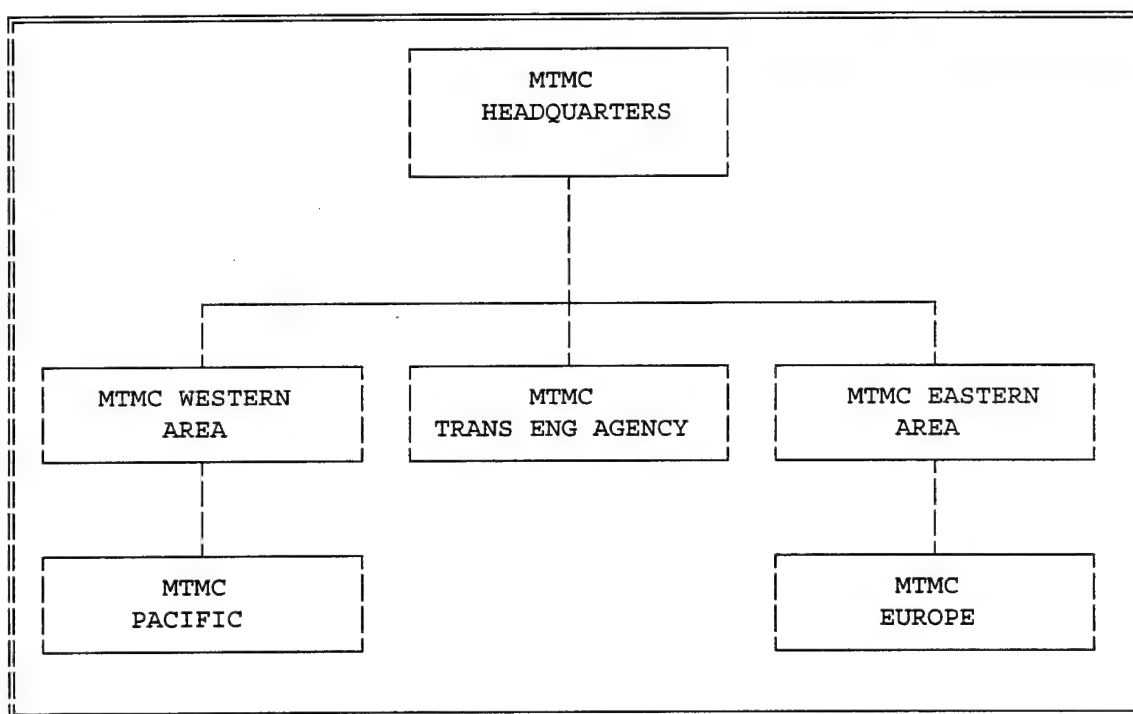 MTMC
HEADQUARTERS
MTMC WESTERN
AREA
MTMC
TRANS ENG AGENCY
MTMC EASTERN
AREA
MTMC
PACIFIC
MTMC
EUROPE